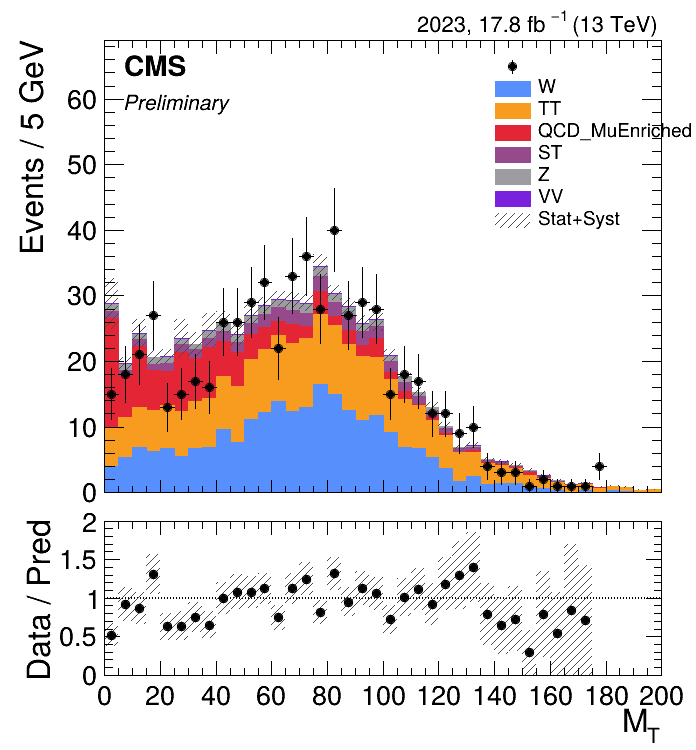 2023, 17.8 fb⁻¹ (13 TeV)
CMS
Preliminary
W
TT
QCD_MuEnriched
ST
Z
VV
Stat+Syst
Events / 5 GeV
60
50
40
30
20
10
0
Data / Pred
2
1.5
1
0.5
0
0 20 40 60 80 100 120 140 160 180 200
M_T